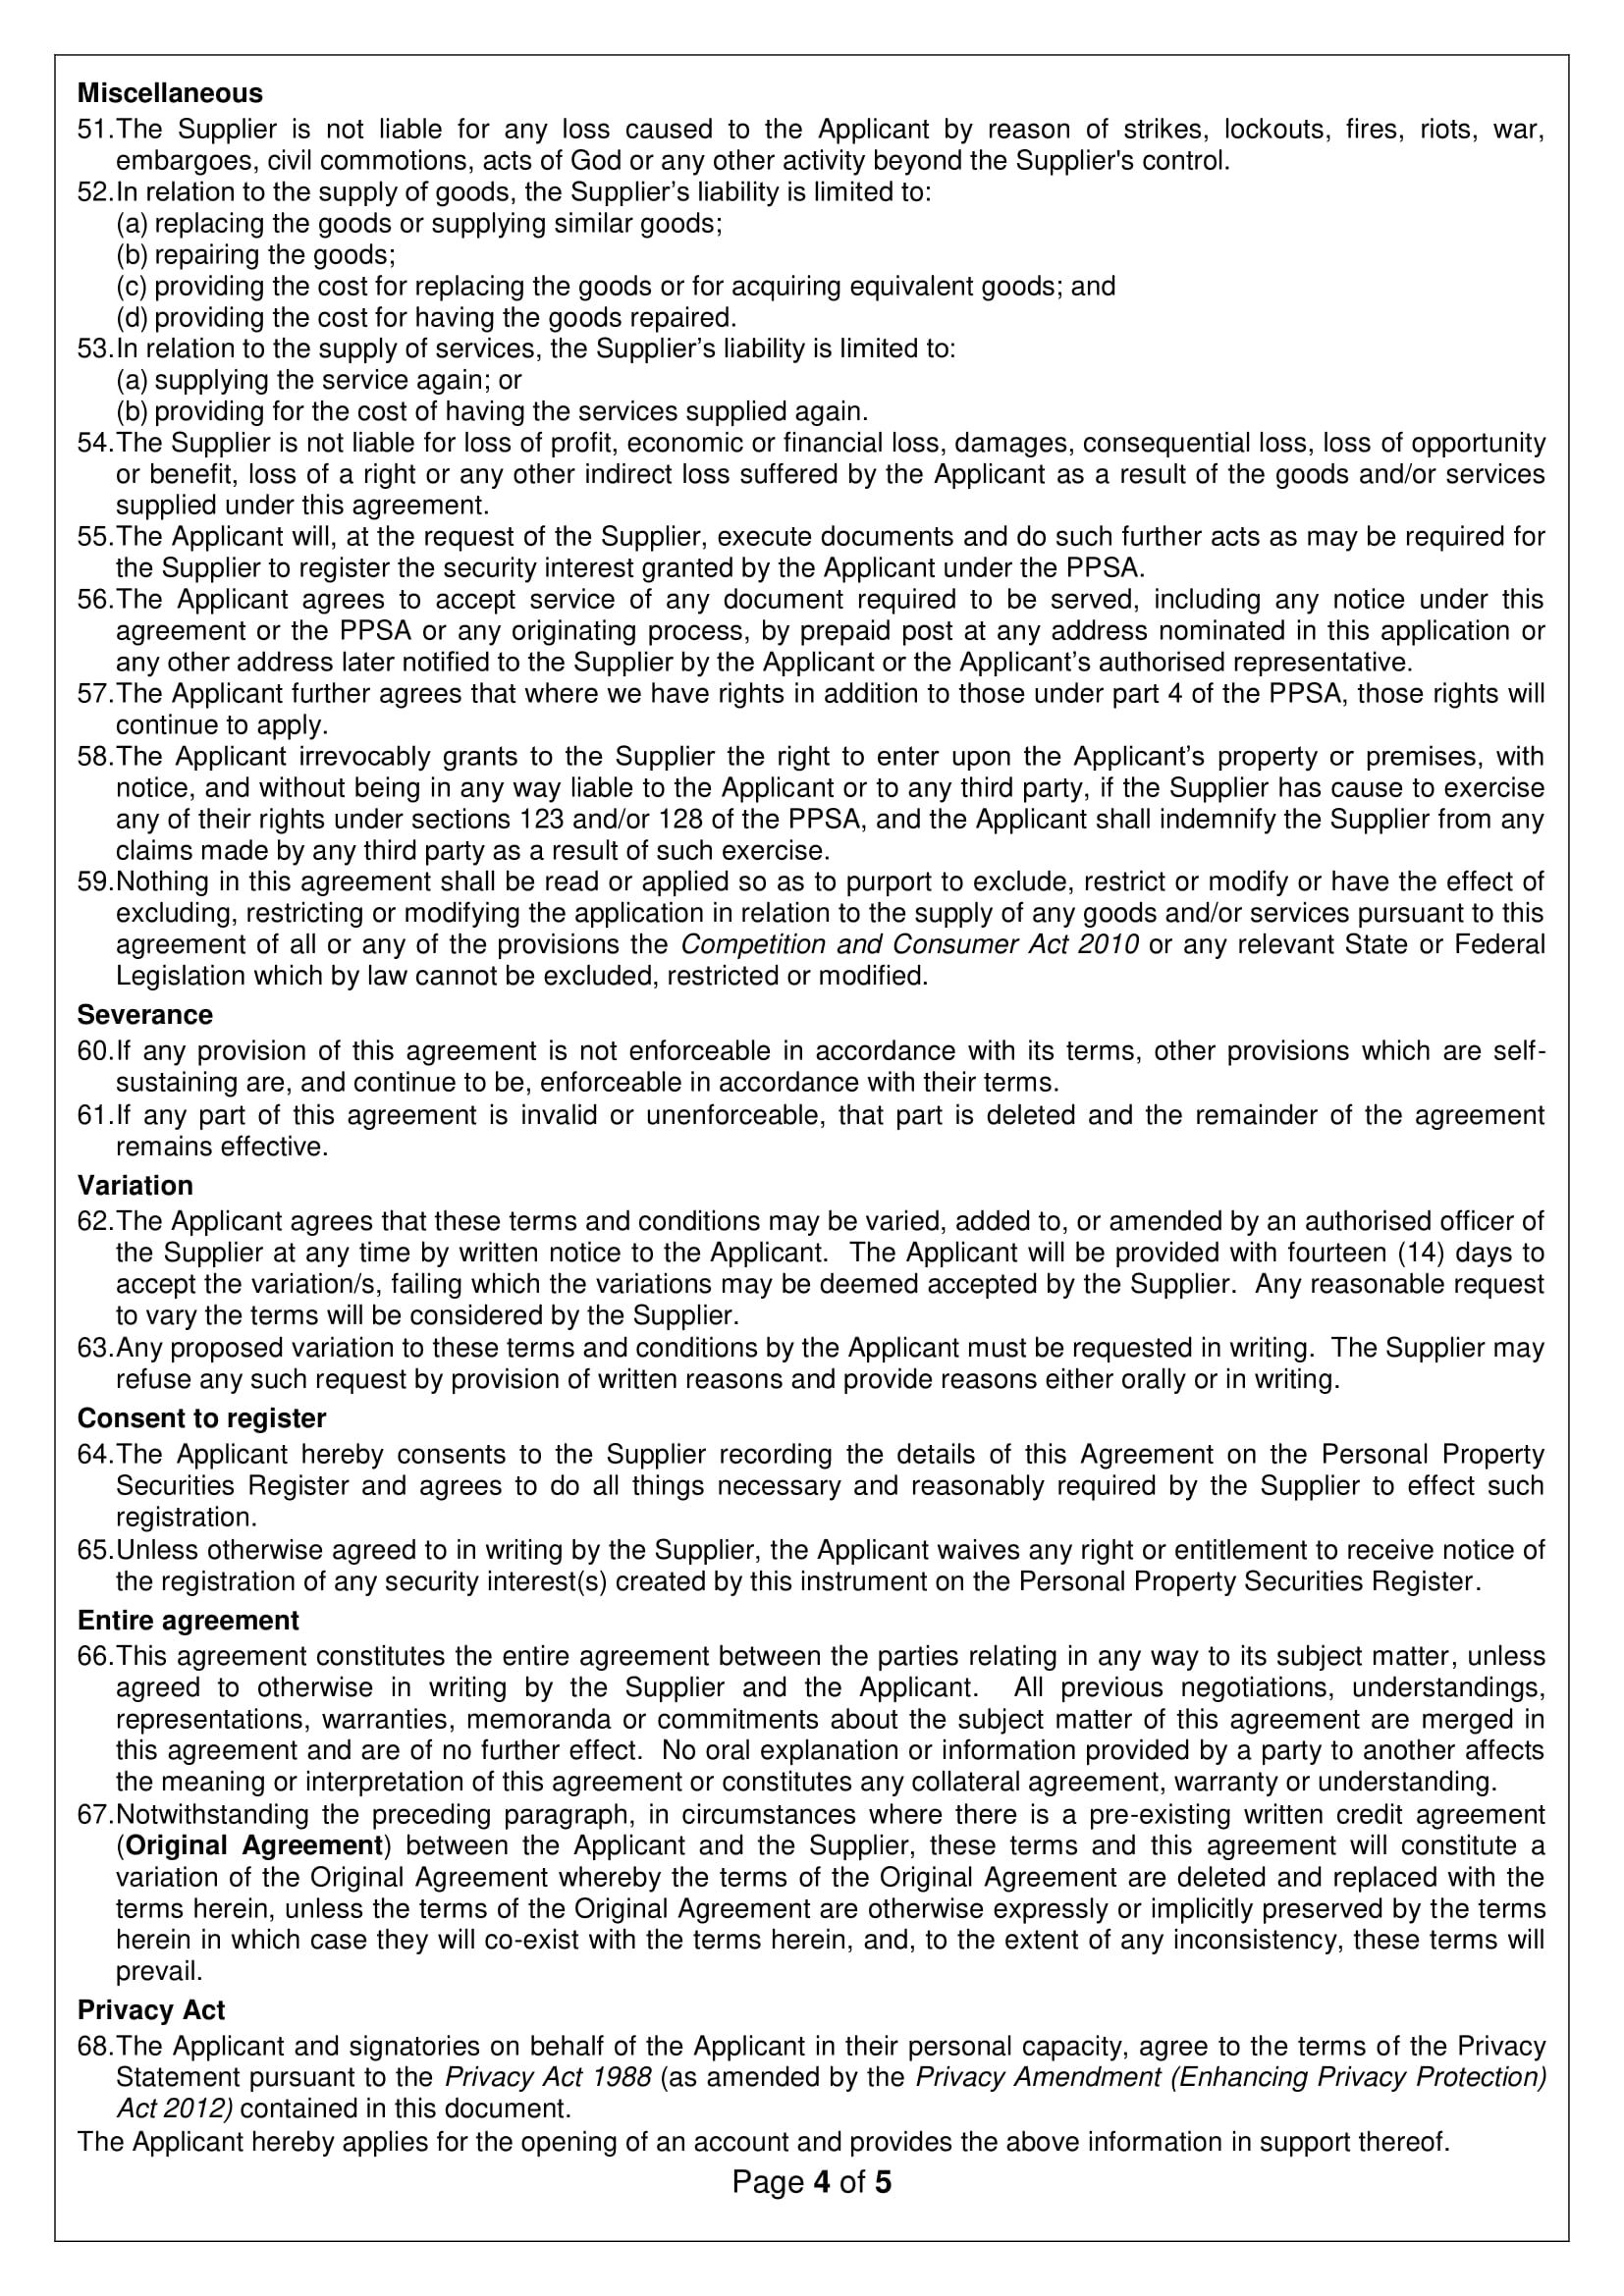 Miscellaneous
51.The Supplier is not liable for any loss caused to the Applicant by reason of strikes, lockouts, fires, riots, war,
embargoes, civil commotions, acts of God or any other activity beyond the Supplier's control.
52.In relation to the supply of goods, the Supplier’s liability is limited to:
(a) replacing the goods or supplying similar goods;
(b) repairing the goods;
(c) providing the cost for replacing the goods or for acquiring equivalent goods; and
(d) providing the cost for having the goods repaired.
53.In relation to the supply of services, the Supplier’s liability is limited to:
(a) supplying the service again; or
(b) providing for the cost of having the services supplied again.
54.The Supplier is not liable for loss of profit, economic or financial loss, damages, consequential loss, loss of opportunity
or benefit, loss of a right or any other indirect loss suffered by the Applicant as a result of the goods and/or services
supplied under this agreement.
55.The Applicant will, at the request of the Supplier, execute documents and do such further acts as may be required for
the Supplier to register the security interest granted by the Applicant under the PPSA.
56.The Applicant agrees to accept service of any document required to be served, including any notice under this
agreement or the PPSA or any originating process, by prepaid post at any address nominated in this application or
any other address later notified to the Supplier by the Applicant or the Applicant’s authorised representative.
57.The Applicant further agrees that where we have rights in addition to those under part 4 of the PPSA, those rights will
continue to apply.
58.The Applicant irrevocably grants to the Supplier the right to enter upon the Applicant’s property or premises, with
notice, and without being in any way liable to the Applicant or to any third party, if the Supplier has cause to exercise
any of their rights under sections 123 and/or 128 of the PPSA, and the Applicant shall indemnify the Supplier from any
claims made by any third party as a result of such exercise.
59.Nothing in this agreement shall be read or applied so as to purport to exclude, restrict or modify or have the effect of
excluding, restricting or modifying the application in relation to the supply of any goods and/or services pursuant to this
agreement of all or any of the provisions the Competition and Consumer Act 2010 or any relevant State or Federal
Legislation which by law cannot be excluded, restricted or modified.
Severance
60.If any provision of this agreement is not enforceable in accordance with its terms, other provisions which are self-
sustaining are, and continue to be, enforceable in accordance with their terms.
61.If any part of this agreement is invalid or unenforceable, that part is deleted and the remainder of the agreement
remains effective.
Variation
62.The Applicant agrees that these terms and conditions may be varied, added to, or amended by an authorised officer of
the Supplier at any time by written notice to the Applicant. The Applicant will be provided with fourteen (14) days to
accept the variation/s, failing which the variations may be deemed accepted by the Supplier. Any reasonable request
to vary the terms will be considered by the Supplier.
63.Any proposed variation to these terms and conditions by the Applicant must be requested in writing. The Supplier may
refuse any such request by provision of written reasons and provide reasons either orally or in writing.
Consent to register
64.The Applicant hereby consents to the Supplier recording the details of this Agreement on the Personal Property
Securities Register and agrees to do all things necessary and reasonably required by the Supplier to effect such
registration.
65.Unless otherwise agreed to in writing by the Supplier, the Applicant waives any right or entitlement to receive notice of
the registration of any security interest(s) created by this instrument on the Personal Property Securities Register.
Entire agreement
66.This agreement constitutes the entire agreement between the parties relating in any way to its subject matter, unless
agreed to otherwise in writing by the Supplier and the Applicant. All previous negotiations, understandings,
representations, warranties, memoranda or commitments about the subject matter of this agreement are merged in
this agreement and are of no further effect. No oral explanation or information provided by a party to another affects
the meaning or interpretation of this agreement or constitutes any collateral agreement, warranty or understanding.
67.Notwithstanding the preceding paragraph, in circumstances where there is a pre-existing written credit agreement
(Original Agreement) between the Applicant and the Supplier, these terms and this agreement will constitute a
variation of the Original Agreement whereby the terms of the Original Agreement are deleted and replaced with the
terms herein, unless the terms of the Original Agreement are otherwise expressly or implicitly preserved by the terms
herein in which case they will co-exist with the terms herein, and, to the extent of any inconsistency, these terms will
prevail.
Privacy Act
68.The Applicant and signatories on behalf of the Applicant in their personal capacity, agree to the terms of the Privacy
Statement pursuant to the Privacy Act 1988 (as amended by the Privacy Amendment (Enhancing Privacy Protection)
Act 2012) contained in this document.
The Applicant hereby applies for the opening of an account and provides the above information in support thereof.
Page 4 of 5